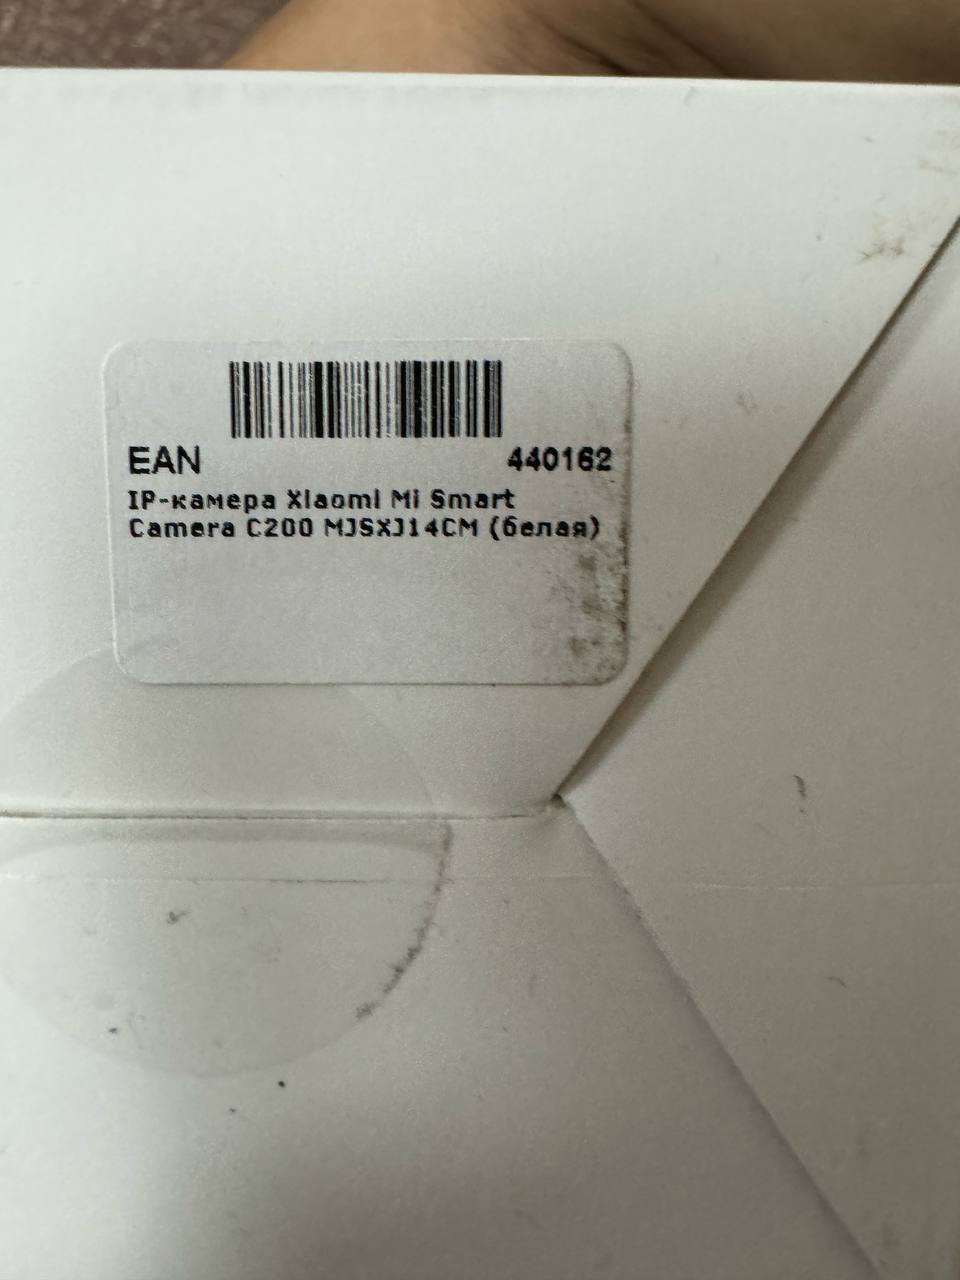 EAN 440162
IP-камера Xiaomi Mi Smart
Camera C200 MJSXJ14CM (белая)